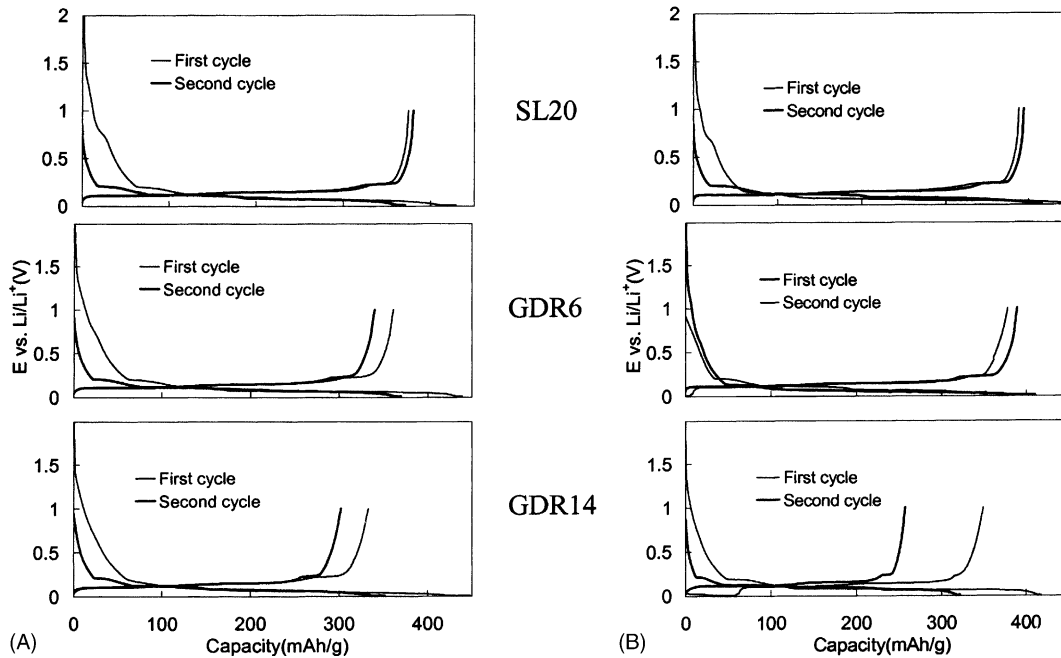 2
1.5
1
0.5
0
First cycle
Second cycle
SL20
2
1.5
1
0.5
0
First cycle
Second cycle
E vs. Li/Li+(V)
1.5
1
0.5
0
First cycle
Second cycle
GDR6
1.5
1
0.5
0
First cycle
Second cycle
1.5
1
0.5
0
First cycle
Second cycle
GDR14
1.5
1
0.5
0
First cycle
Second cycle
0 100 200 300 400
(A)
Capacity(mAh/g)
0 100 200 300 400
(B)
Capacity(mAh/g)